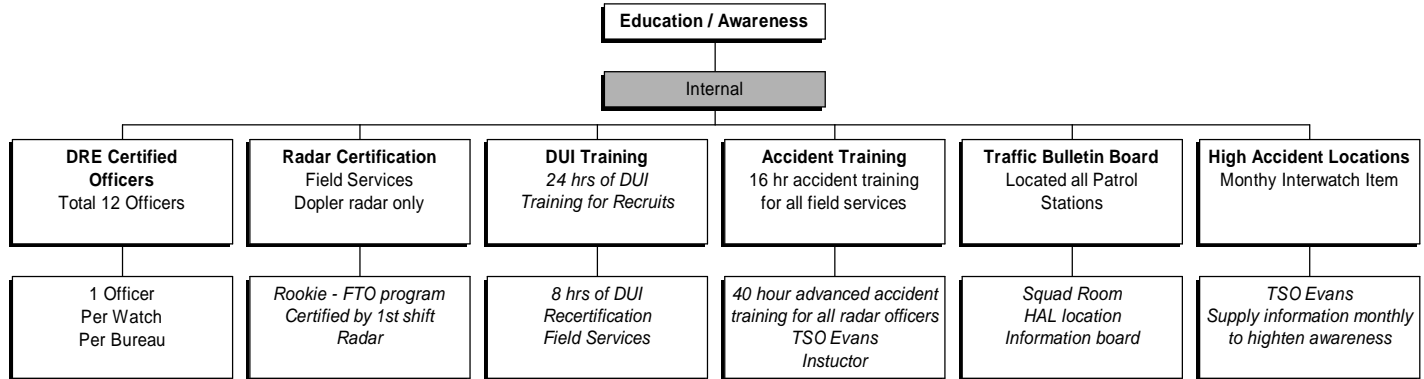 Education / Awareness
Internal
DRE Certified
Officers
Total 12 Officers
Radar Certification
Field Services
Dopler radar only
DUI Training
24 hrs of DUI
Training for Recruits
Accident Training
16 hr accident training
for all field services
Traffic Bulletin Board
Located all Patrol
Stations
High Accident Locations
Monthy Interwatch Item
1 Officer
Per Watch
Per Bureau
Rookie - FTO program
Certified by 1st shift
Radar
8 hrs of DUI
Recertification
Field Services
40 hour advanced accident
training for all radar officers
TSO Evans
Instuctor
Squad Room
HAL location
Information board
TSO Evans
Supply information monthly
to highten awareness